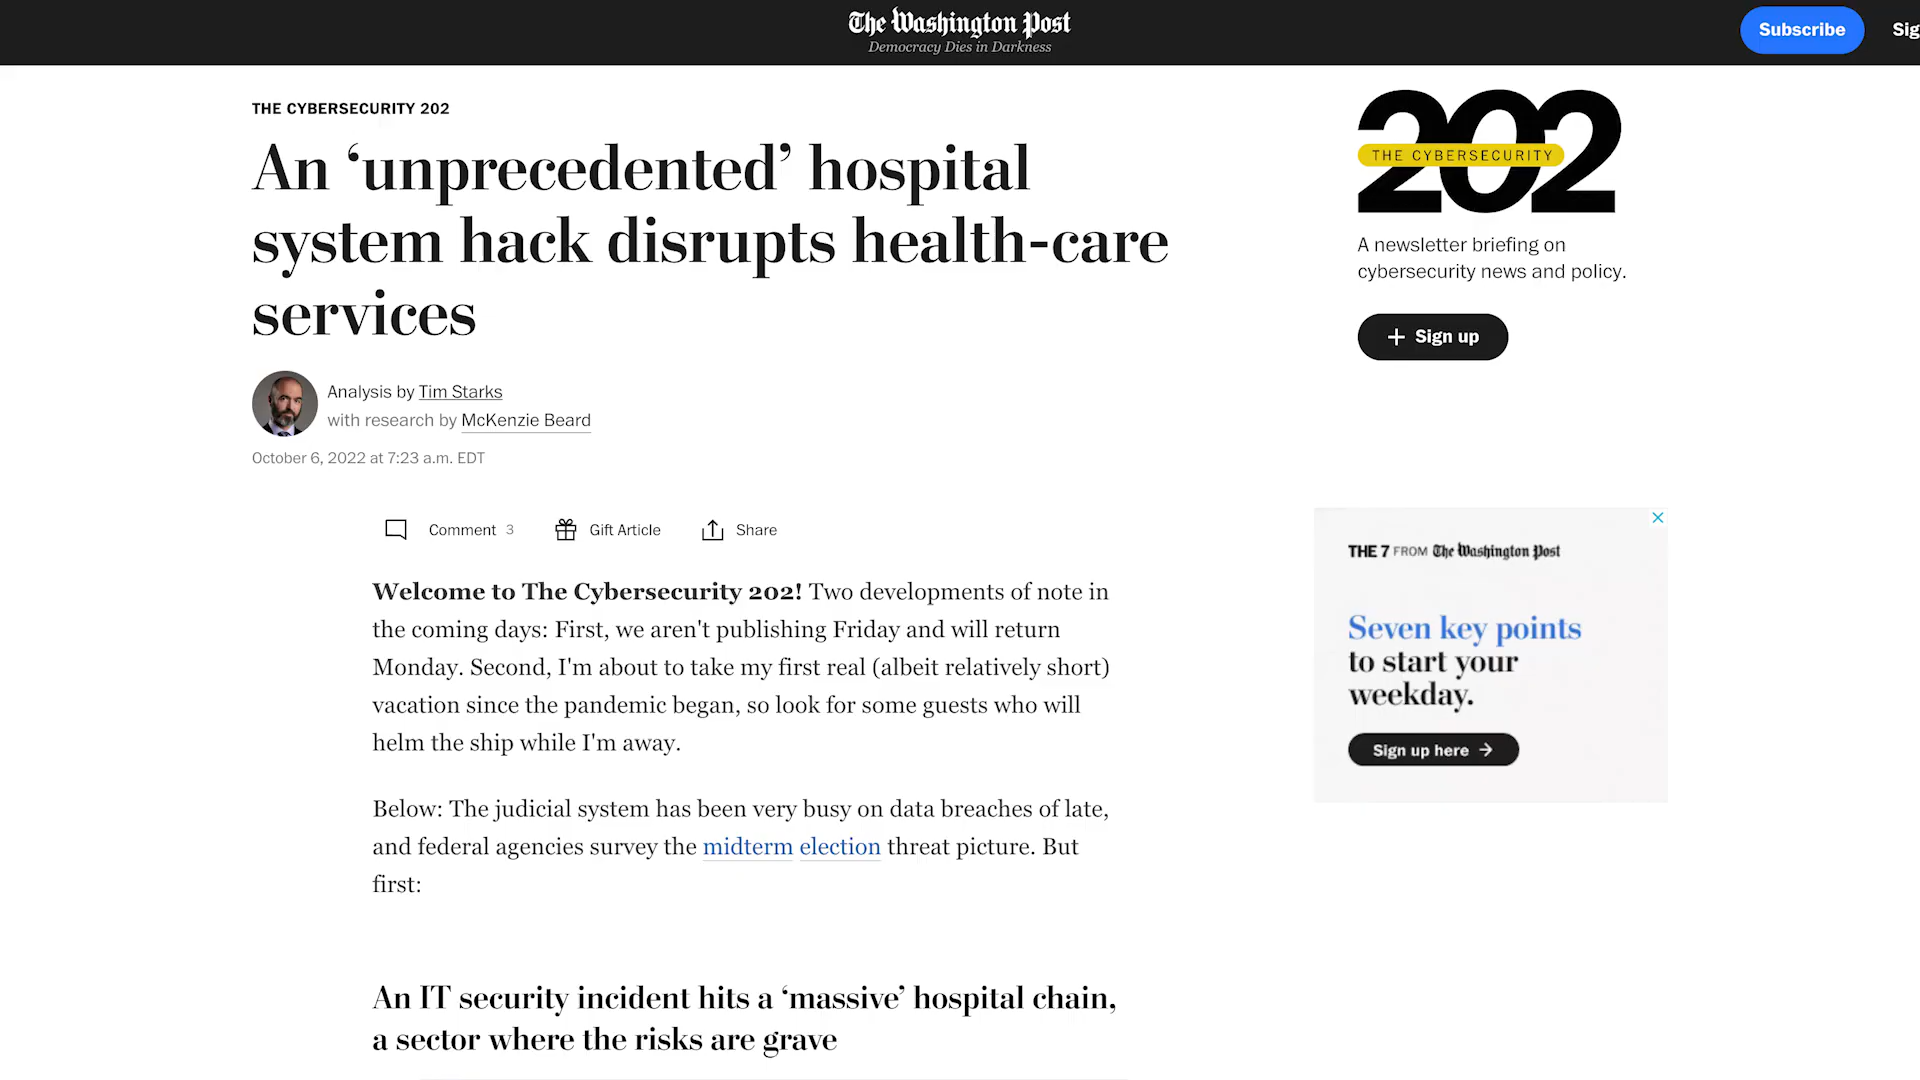 The Washington Post
Democracy Dies in Darkness
Subscribe
Sig
THE CYBERSECURITY 202
An ‘unprecedented’ hospital
system hack disrupts health-care
services
Analysis by Tim Starks
with research by McKenzie Beard
October 6, 2022 at 7:23 a.m. EDT
Comment 3
Gift Article
Share
Welcome to The Cybersecurity 202! Two developments of note in
the coming days: First, we aren't publishing Friday and will return
Monday. Second, I'm about to take my first real (albeit relatively short)
vacation since the pandemic began, so look for some guests who will
helm the ship while I'm away.
Below: The judicial system has been very busy on data breaches of late,
and federal agencies survey the midterm election threat picture. But
first:
An IT security incident hits a ‘massive’ hospital chain,
a sector where the risks are grave
202
THE CYBERSECURITY
A newsletter briefing on
cybersecurity news and policy.
+ Sign up
THE 7 FROM The Washington Post
Seven key points
to start your
weekday.
Sign up here →